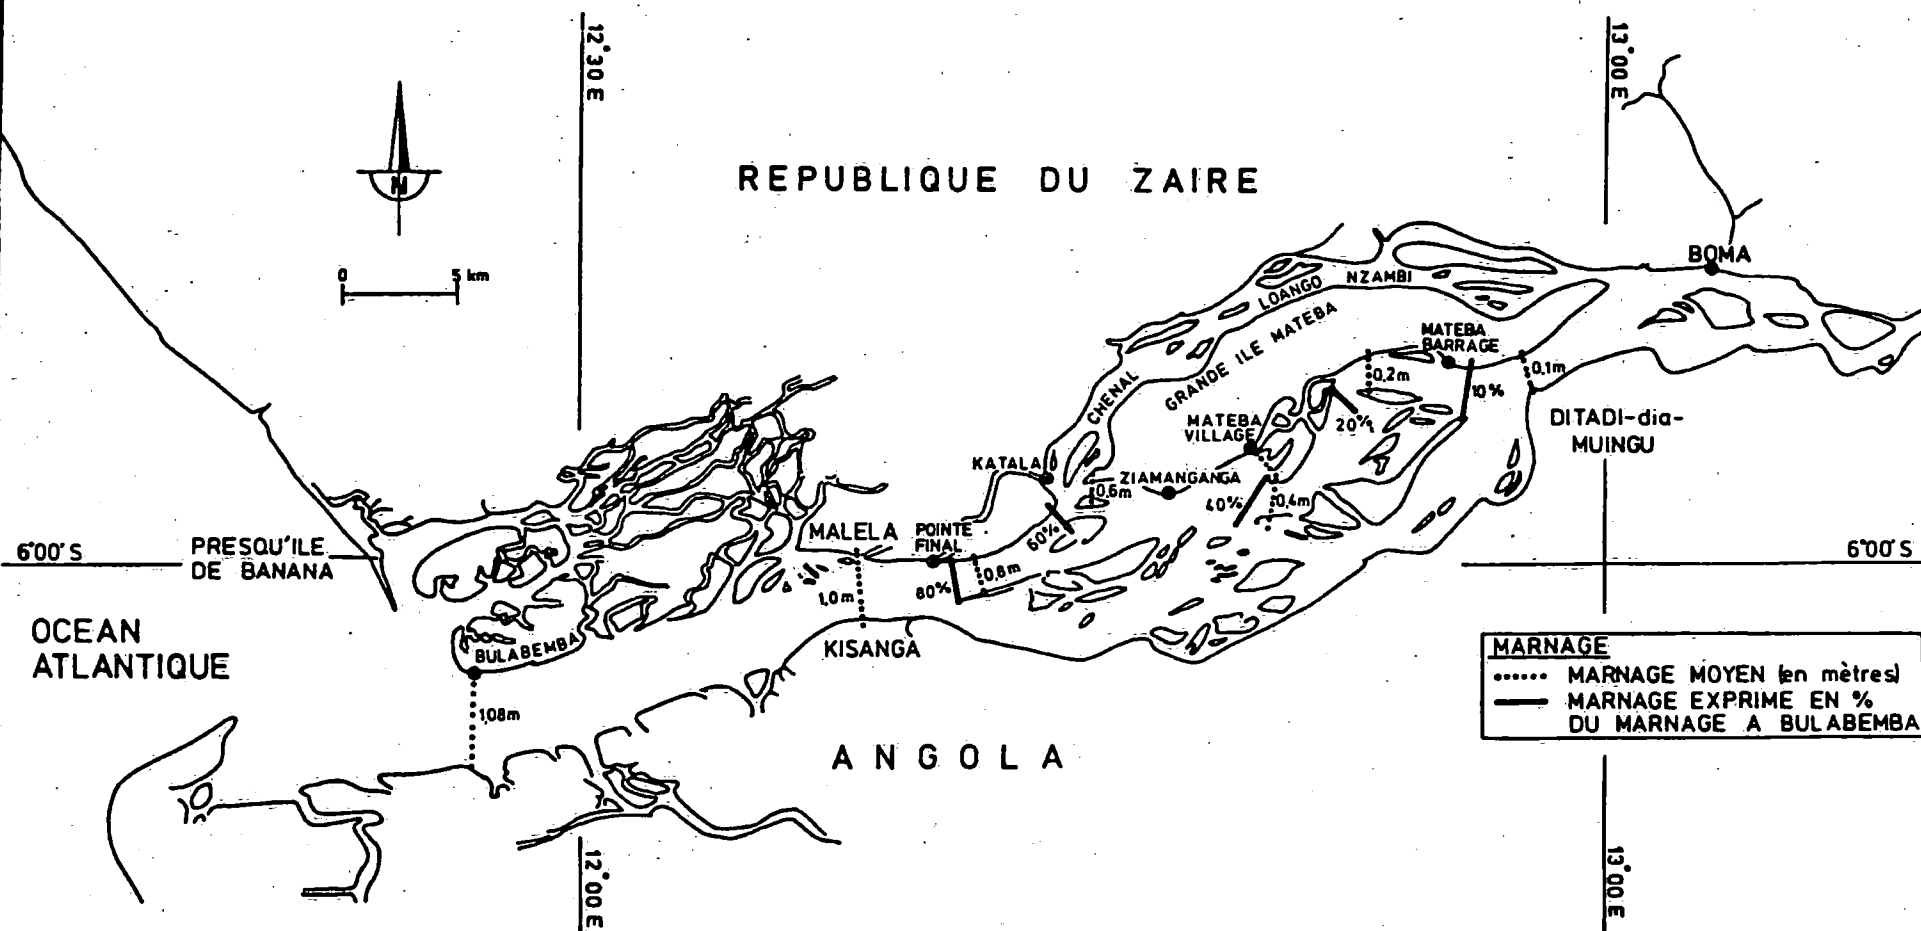 12°30 E
13°00 E
N
0 5 km
REPUBLIQUE DU ZAIRE
BOMA
NZAMBI
LOANGO
CHENAL
GRANDE ILE MATEBA
MATEBA
BARRAGE
0,2m
0,1m
10%
20%
DITADI-dia-
MUINGU
MATEBA
VILLAGE
KATALA
ZIAMANGANGA
0,6m
40%
0,4m
60%
MALELA
POINTE
FINAL
0,8m
80%
1,0m
KISANGA
6°00' S
6°00' S
PRESQU'ILE
DE BANANA
OCEAN
ATLANTIQUE
BULABEMBA
1,08m
ANGOLA
MARNAGE
MARNAGE MOYEN (en mètres)
MARNAGE EXPRIME EN %
DU MARNAGE A BULABEMBA
12°00 E
13°00 E